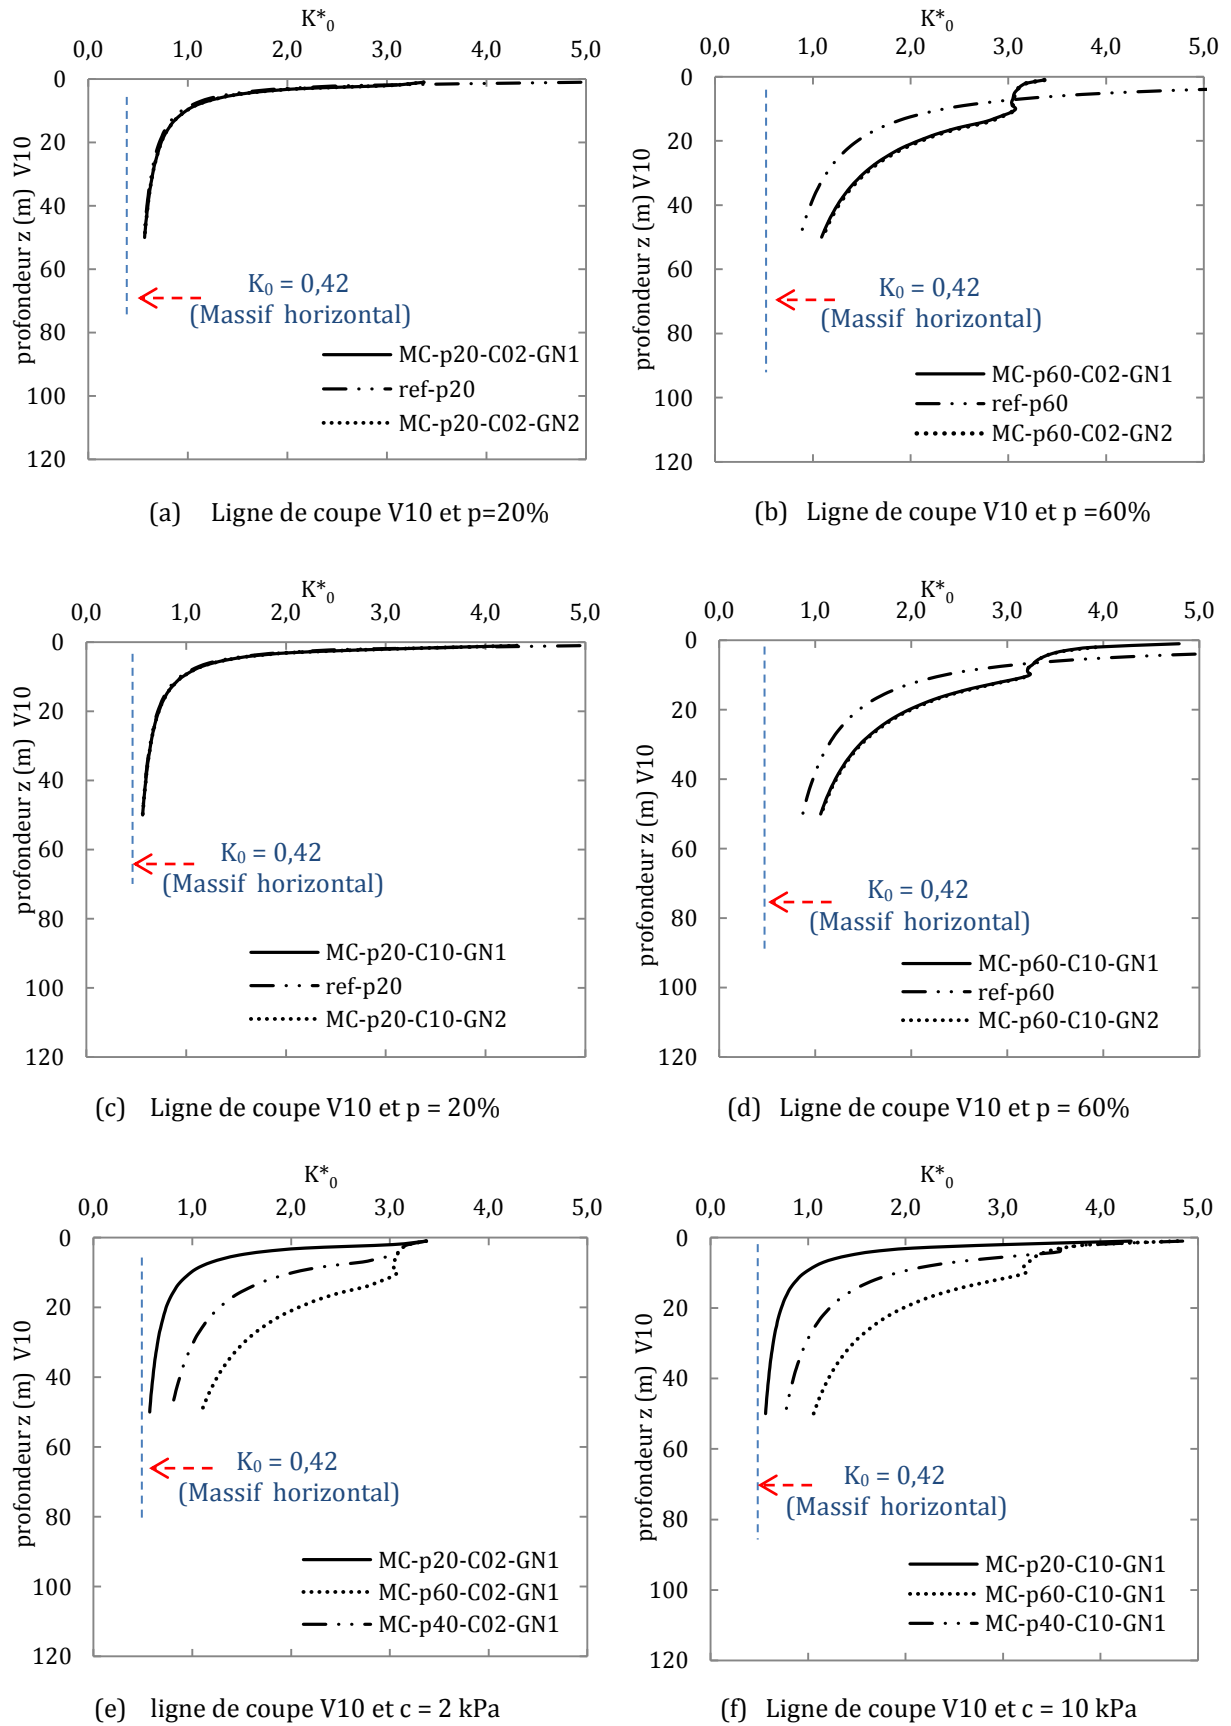 K*0
0,0 1,0 2,0 3,0 4,0 5,0
0
20
40
60
80
100
120
profondeur z (m) V10
K0 = 0,42
(Massif horizontal)
MC-p20-C02-GN1
ref-p20
MC-p20-C02-GN2
(a) Ligne de coupe V10 et p=20%
K*0
0,0 1,0 2,0 3,0 4,0 5,0
0
20
40
60
80
100
120
profondeur z (m) V10
K0 = 0,42
(Massif horizontal)
MC-p60-C02-GN1
ref-p60
MC-p60-C02-GN2
(b) Ligne de coupe V10 et p =60%
K*0
0,0 1,0 2,0 3,0 4,0 5,0
0
20
40
60
80
100
120
profondeur z (m) V10
K0 = 0,42
(Massif horizontal)
MC-p20-C10-GN1
ref-p20
MC-p20-C10-GN2
(c) Ligne de coupe V10 et p = 20%
K*0
0,0 1,0 2,0 3,0 4,0 5,0
0
20
40
60
80
100
120
profondeur z (m) V10
K0 = 0,42
(Massif horizontal)
MC-p60-C10-GN1
ref-p60
MC-p60-C10-GN2
(d) Ligne de coupe V10 et p = 60%
K*0
0,0 1,0 2,0 3,0 4,0 5,0
0
20
40
60
80
100
120
profondeur z (m) V10
K0 = 0,42
(Massif horizontal)
MC-p20-C02-GN1
MC-p60-C02-GN1
MC-p40-C02-GN1
(e) ligne de coupe V10 et c = 2 kPa
K*0
0,0 1,0 2,0 3,0 4,0 5,0
0
20
40
60
80
100
120
profondeur z (m) V10
K0 = 0,42
(Massif horizontal)
MC-p20-C10-GN1
MC-p60-C10-GN1
MC-p40-C10-GN1
(f) Ligne de coupe V10 et c = 10 kPa